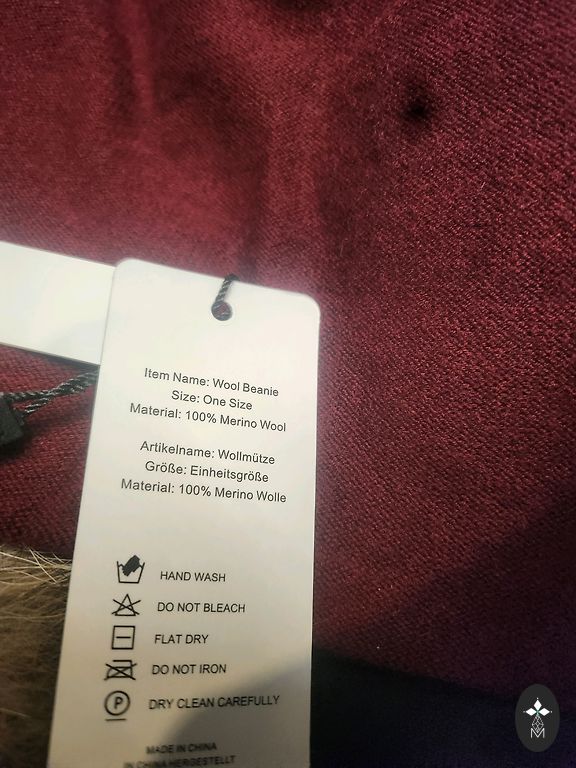 Item Name: Wool Beanie
Size: One Size
Material: 100% Merino Wool
Artikelname: Wollmütze
Größe: Einheitsgröße
Material: 100% Merino Wolle
HAND WASH
DO NOT BLEACH
FLAT DRY
DO NOT IRON
P DRY CLEAN CAREFULLY
MADE IN CHINA
IN CHINA HERGESTELLT
M